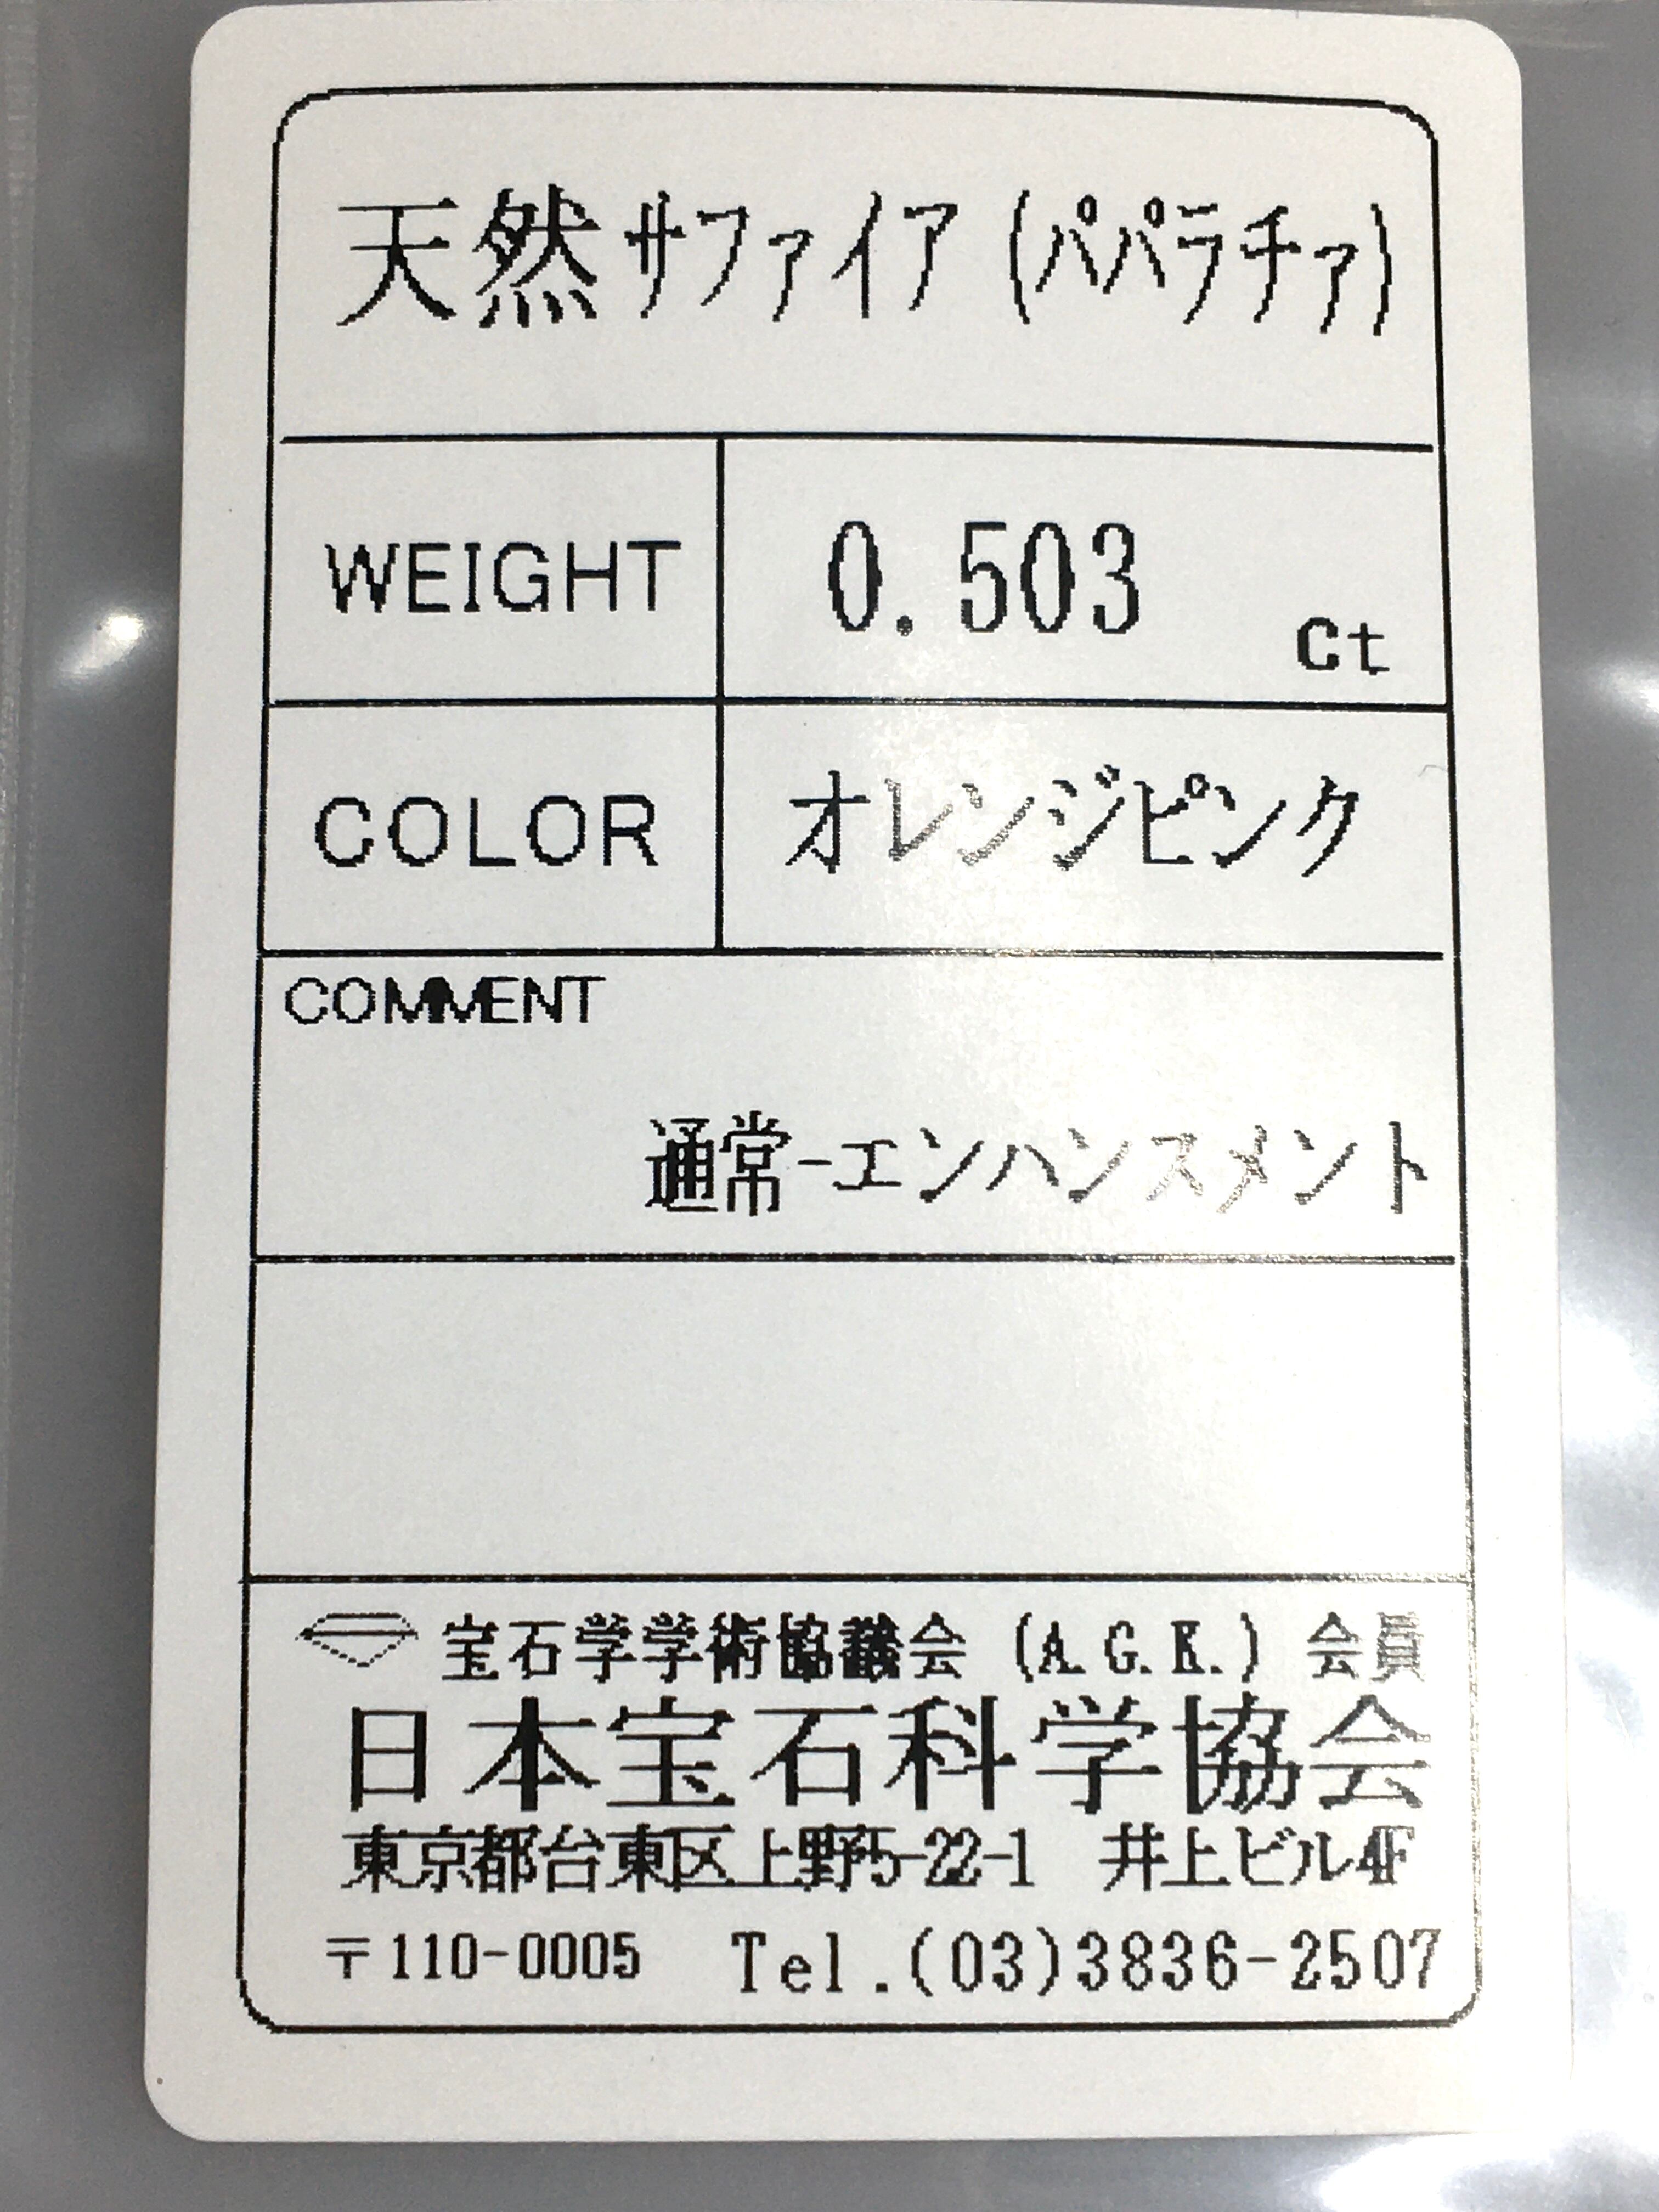 天然サファイア (パパラチァ)
WEIGHT 0.503 ct
COLOR オレンジピンク
COMMENT
通常-エンハンスメント
宝石学学術協議会 (A.G.K.) 会員
日本宝石科学協会
東京都台東区上野5-22-1 井上ビル4F
〒110-0005 Tel.(03)3836-2507